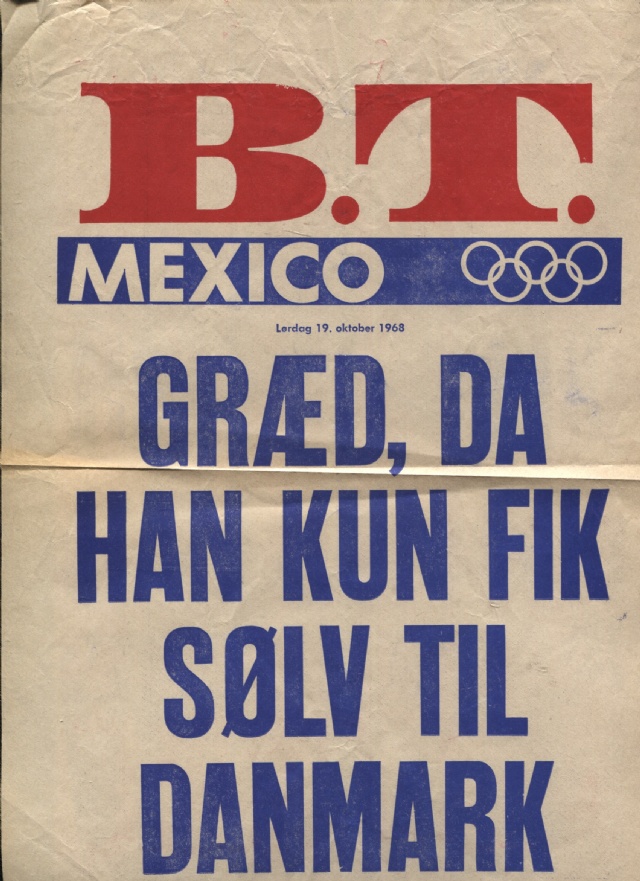 B.T.
MEXICO
Lørdag 19. oktober 1968
GRÆD, DA
HAN KUN FIK
SØLV TIL
DANMARK